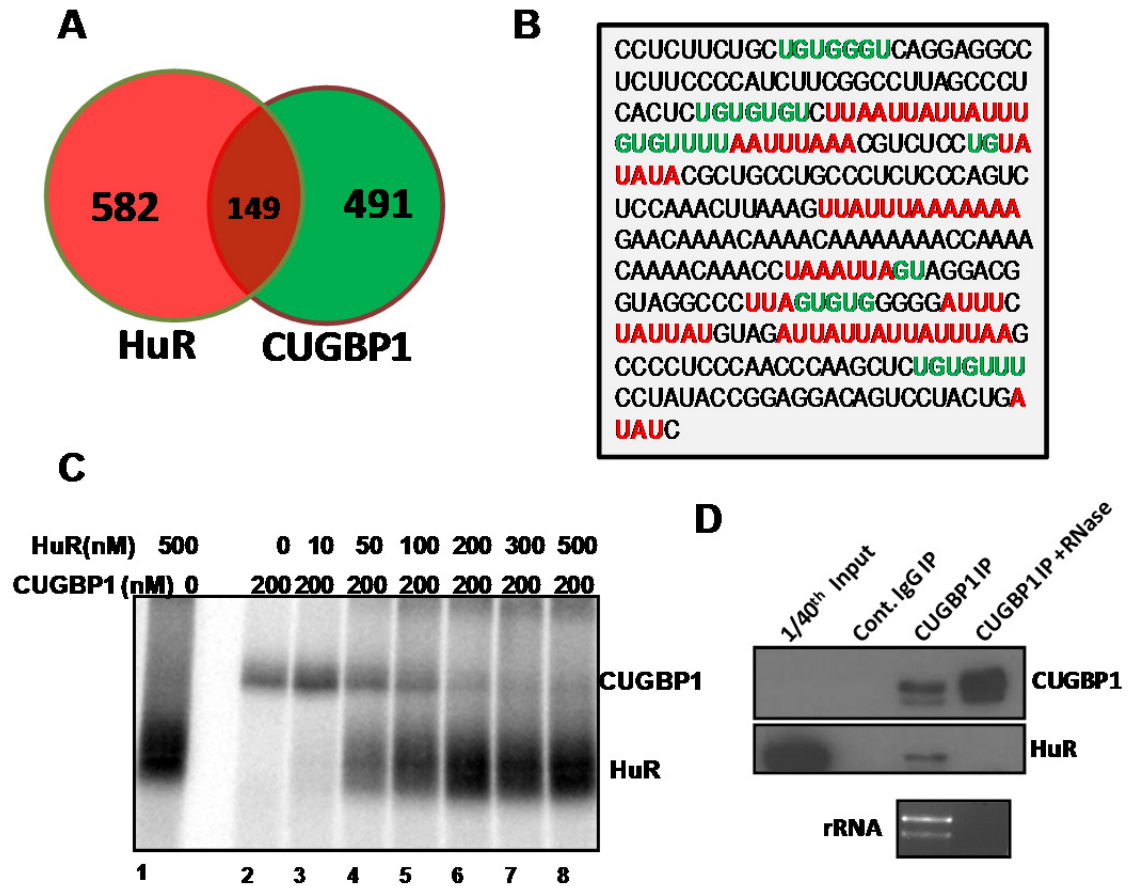 A
582
149
491
HuR
CUGBP1
B
CCUCUUCUGCUGUGGGUCAGGAGGCC
UCUUCCCCAUCUUCGGCCUUAGCCCU
CACUCUGUGUGUCUUAAUUAUUAUUU
GUGUUUUAAUUUAAACGUCUCCUGUA
UAUACGCUGCCUGCCCUCUCCCAGUC
UCCAAACUUAAAGUUAUUUAAAAAAA
GAACAAAACAAAACAAAAAAAACCAAAA
CAAAACAAACCUAAAUUAGUAGGACG
GUAGGCCCUUAGUGUGGGGGAUUUC
UAUUAUGUAGAUUAUUAUUAUUUAAG
CCCCUCCCAACCCAAGCUCUGUGUUU
CCUAUACCGGAGGACAGUCCUACUGA
UAUC
C
HuR(nM) 500 0 10 50 100 200 300 500
CUGBP1 (nM) 0 200 200 200 200 200 200 200
CUGBP1
HuR
1 2 3 4 5 6 7 8
D
1/40th Input
Cont. IgG IP
CUGBP1 IP
CUGBP1 IP +RNase
CUGBP1
HuR
rRNA